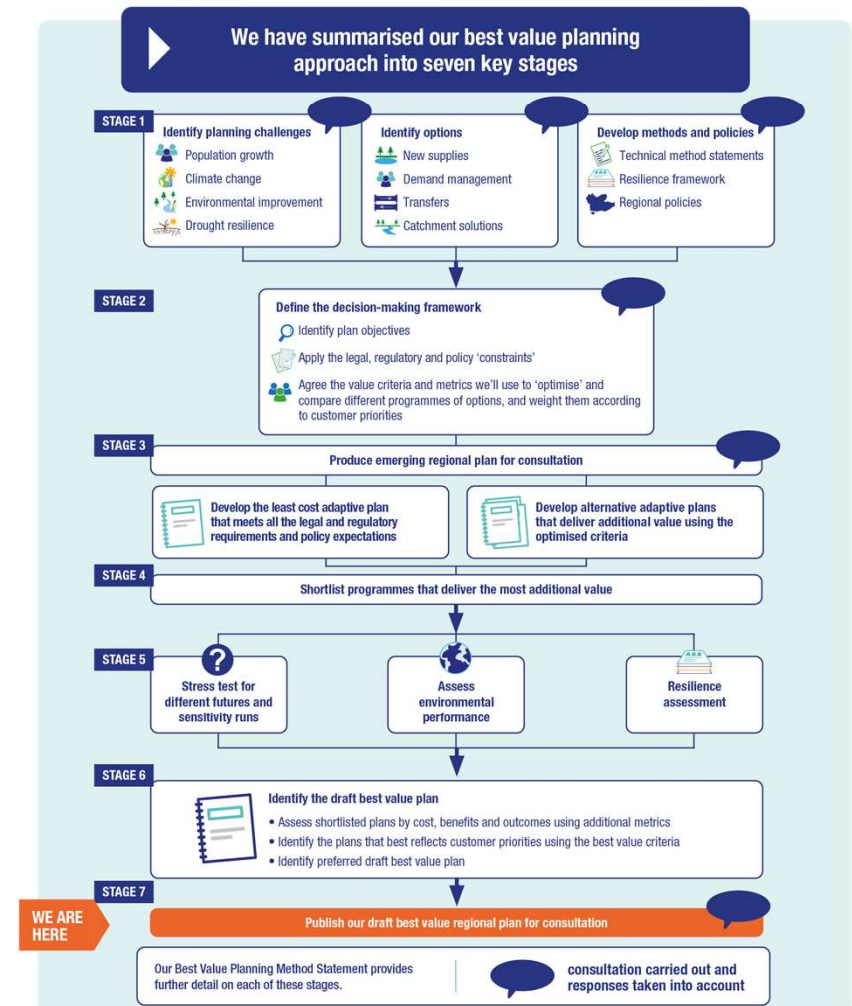 We have summarised our best value planning
approach into seven key stages
STAGE 1
Identify planning challenges
Population growth
Climate change
Environmental improvement
Drought resilience
Identify options
New supplies
Demand management
Transfers
Catchment solutions
Develop methods and policies
Technical method statements
Resilience framework
Regional policies
STAGE 2
Define the decision-making framework
Identify plan objectives
Apply the legal, regulatory and policy ‘constraints’
Agree the value criteria and metrics we’ll use to ‘optimise’ and
compare different programmes of options, and weight them according
to customer priorities
STAGE 3
Produce emerging regional plan for consultation
Develop the least cost adaptive plan
that meets all the legal and regulatory
requirements and policy expectations
Develop alternative adaptive plans
that deliver additional value using the
optimised criteria
STAGE 4
Shortlist programmes that deliver the most additional value
STAGE 5
?
Stress test for
different futures and
sensitivity runs
Assess
environmental
performance
Resilience
assessment
STAGE 6
Identify the draft best value plan
• Assess shortlisted plans by cost, benefits and outcomes using additional metrics
• Identify the plans that best reflects customer priorities using the best value criteria
• Identify preferred draft best value plan
STAGE 7
WE ARE
HERE
Publish our draft best value regional plan for consultation
Our Best Value Planning Method Statement provides
further detail on each of these stages.
consultation carried out and
responses taken into account